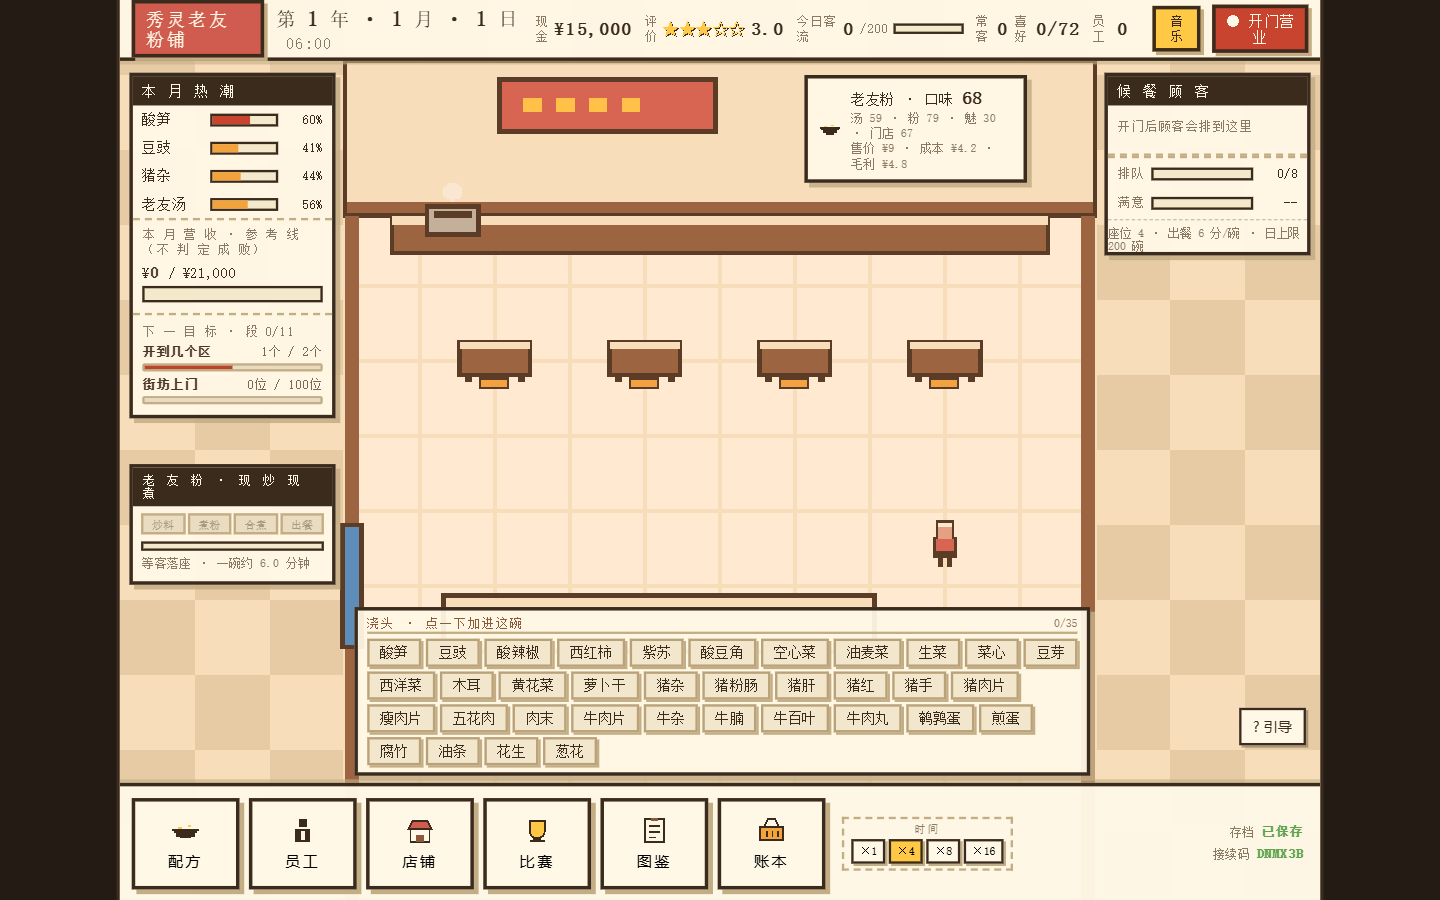 秀灵老友
粉铺
第 1 年 · 1 月 · 1 日
06:00
现金 ¥15,000
评价 ★★★☆☆ 3.0
今日客流 0 /200
常客 0
喜好 0/72
员工 0
音乐
开门营业
本月热潮
酸笋 60%
豆豉 41%
猪杂 44%
老友汤 56%
本月营收 · 参考线
（不判定成败）
¥0 / ¥21,000
下一目标 · 段 0/11
开到几个区 1个 / 2个
街坊上门 0位 / 100位
老友粉 · 现炒现
煮
炒料 煮粉 合煮 出餐
等客落座 · 一碗约 6.0 分钟
老友粉 · 口味 68
汤 59 · 粉 79 · 魅 30
· 门店 67
售价 ¥9 · 成本 ¥4.2 ·
毛利 ¥4.8
候餐顾客
开门后顾客会排到这里
排队 0/8
满意 --
座位 4 · 出餐 6 分/碗 · 日上限
200 碗
浇头 · 点一下加进这碗 0/35
酸笋 豆豉 酸辣椒 西红柿 紫苏 酸豆角 空心菜 油麦菜 生菜 菜心 豆芽
西洋菜 木耳 黄花菜 萝卜干 猪杂 猪粉肠 猪肝 猪红 猪手 猪肉片
瘦肉片 五花肉 肉末 牛肉片 牛杂 牛腩 牛百叶 牛肉丸 鹌鹑蛋 煎蛋
腐竹 油条 花生 葱花
?引导
配方 员工 店铺 比赛 图鉴 账本
时间
×1 ×4 ×8 ×16
存档 已保存
接续码 DNMX3B